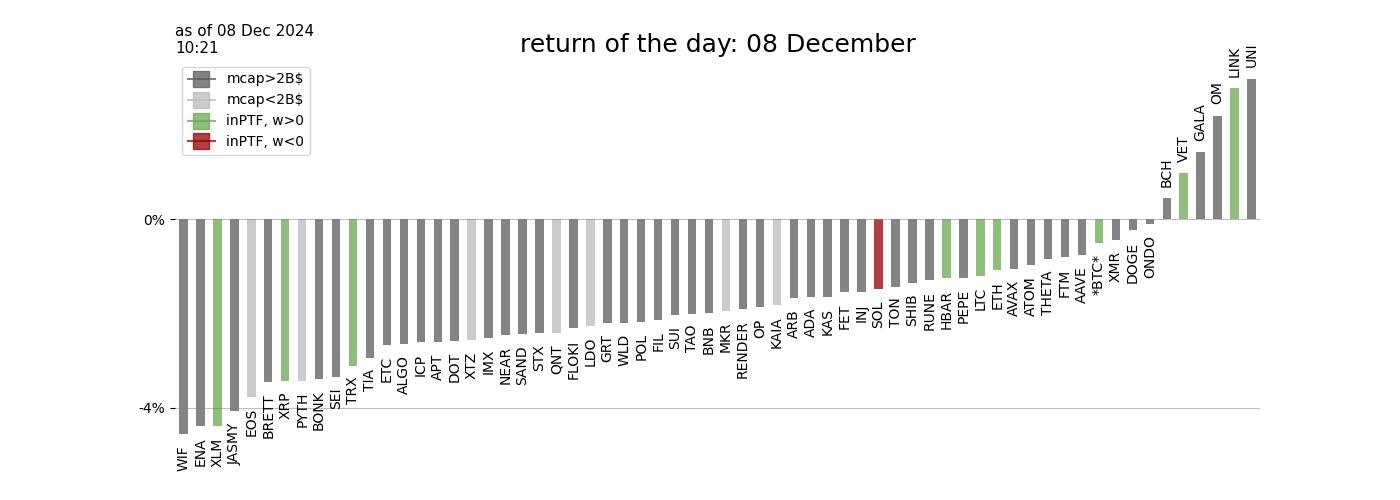 as of 08 Dec 2024
10:21
return of the day: 08 December
mcap>2B$
mcap<2B$
inPTF, w>0
inPTF, w<0
0%
-4%
WIF
ENA
XLM
JASMY
EOS
BRETT
XRP
PYTH
BONK
SEI
TRX
TIA
ETC
ALGO
ICP
APT
DOT
XTZ
IMX
NEAR
SAND
STX
QNT
FLOKI
LDO
GRT
WLD
POL
FIL
SUI
TAO
BNB
MKR
RENDER
OP
KAIA
ARB
ADA
KAS
FET
INJ
SOL
TON
SHIB
RUNE
HBAR
PEPE
LTC
ETH
AVAX
ATOM
THETA
FTM
AAVE
*BTC*
XMR
DOGE
ONDO
BCH
VET
GALA
OM
LINK
UNI